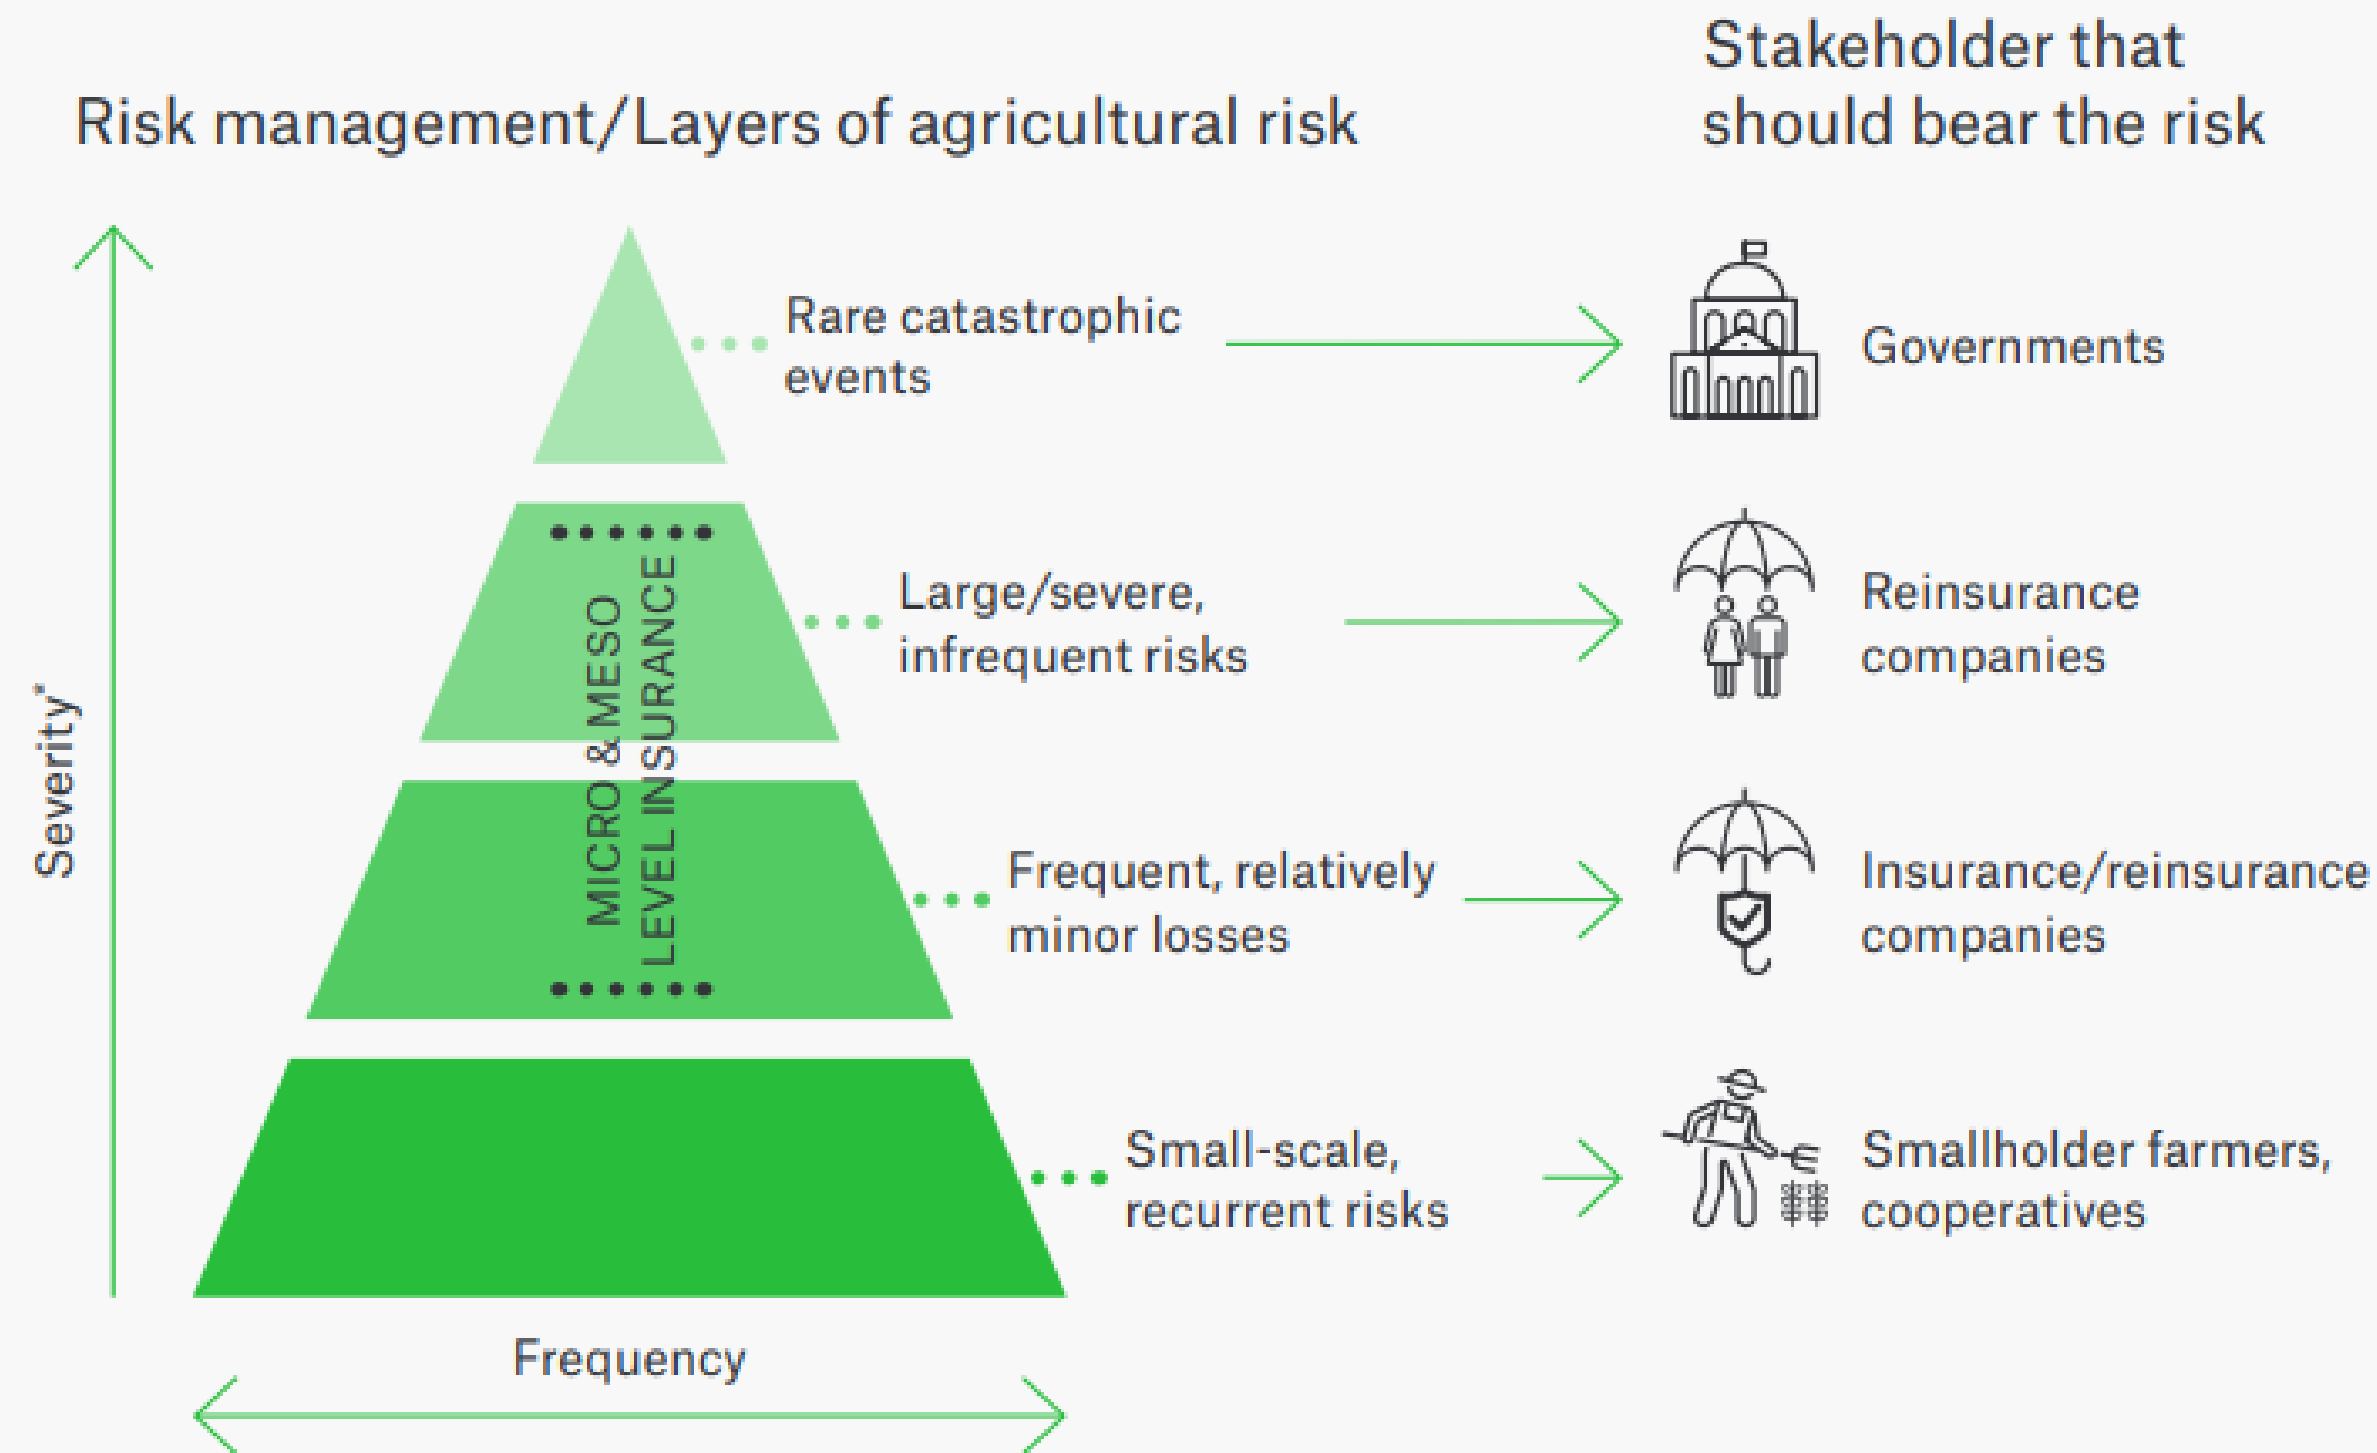 Risk management/Layers of agricultural risk
Stakeholder that
should bear the risk
Severity*
Rare catastrophic
events
Governments
MICRO & MESO
LEVEL INSURANCE
Large/severe,
infrequent risks
Reinsurance
companies
Frequent, relatively
minor losses
Insurance/reinsurance
companies
Small-scale,
recurrent risks
Smallholder farmers,
cooperatives
Frequency